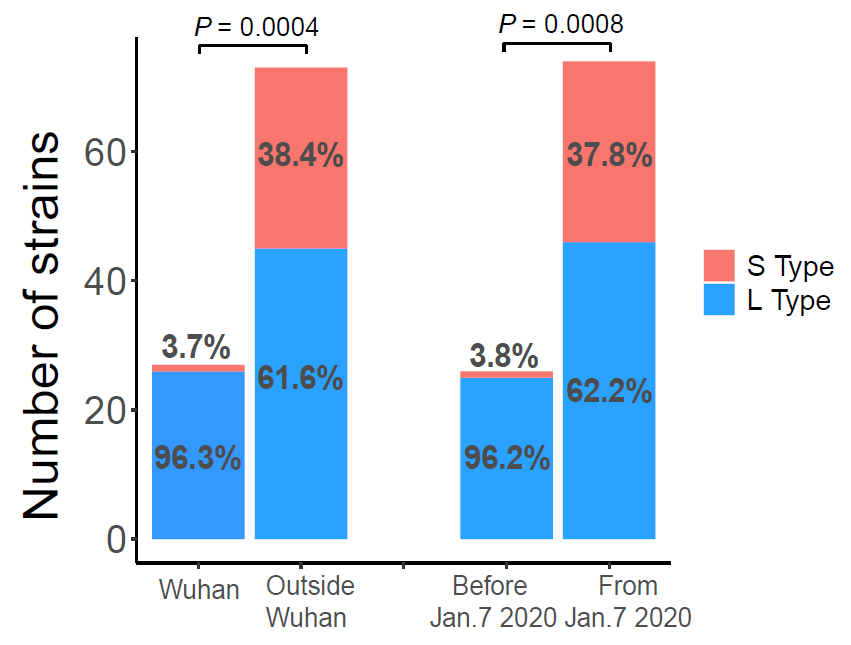 P = 0.0004
P = 0.0008
Number of strains
60
40
20
0
38.4%
37.8%
3.7%
61.6%
96.3%
3.8%
62.2%
96.2%
S Type
L Type
Wuhan
Outside
Wuhan
Before
Jan.7 2020
From
Jan.7 2020